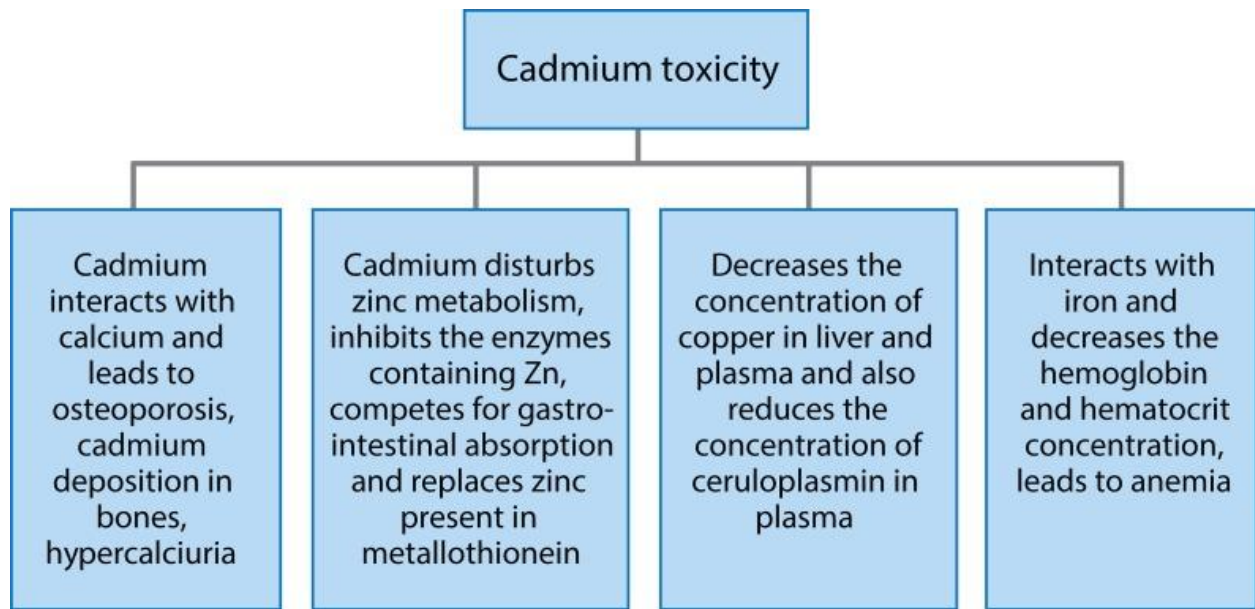 Cadmium toxicity
Cadmium
interacts with
calcium and
leads to
osteoporosis,
cadmium
deposition in
bones,
hypercalciuria
Cadmium disturbs
zinc metabolism,
inhibits the enzymes
containing Zn,
competes for gastro-
intestinal absorption
and replaces zinc
present in
metallothionein
Decreases the
concentration of
copper in liver and
plasma and also
reduces the
concentration of
ceruloplasmin in
plasma
Interacts with
iron and
decreases the
hemoglobin
and hematocrit
concentration,
leads to anemia